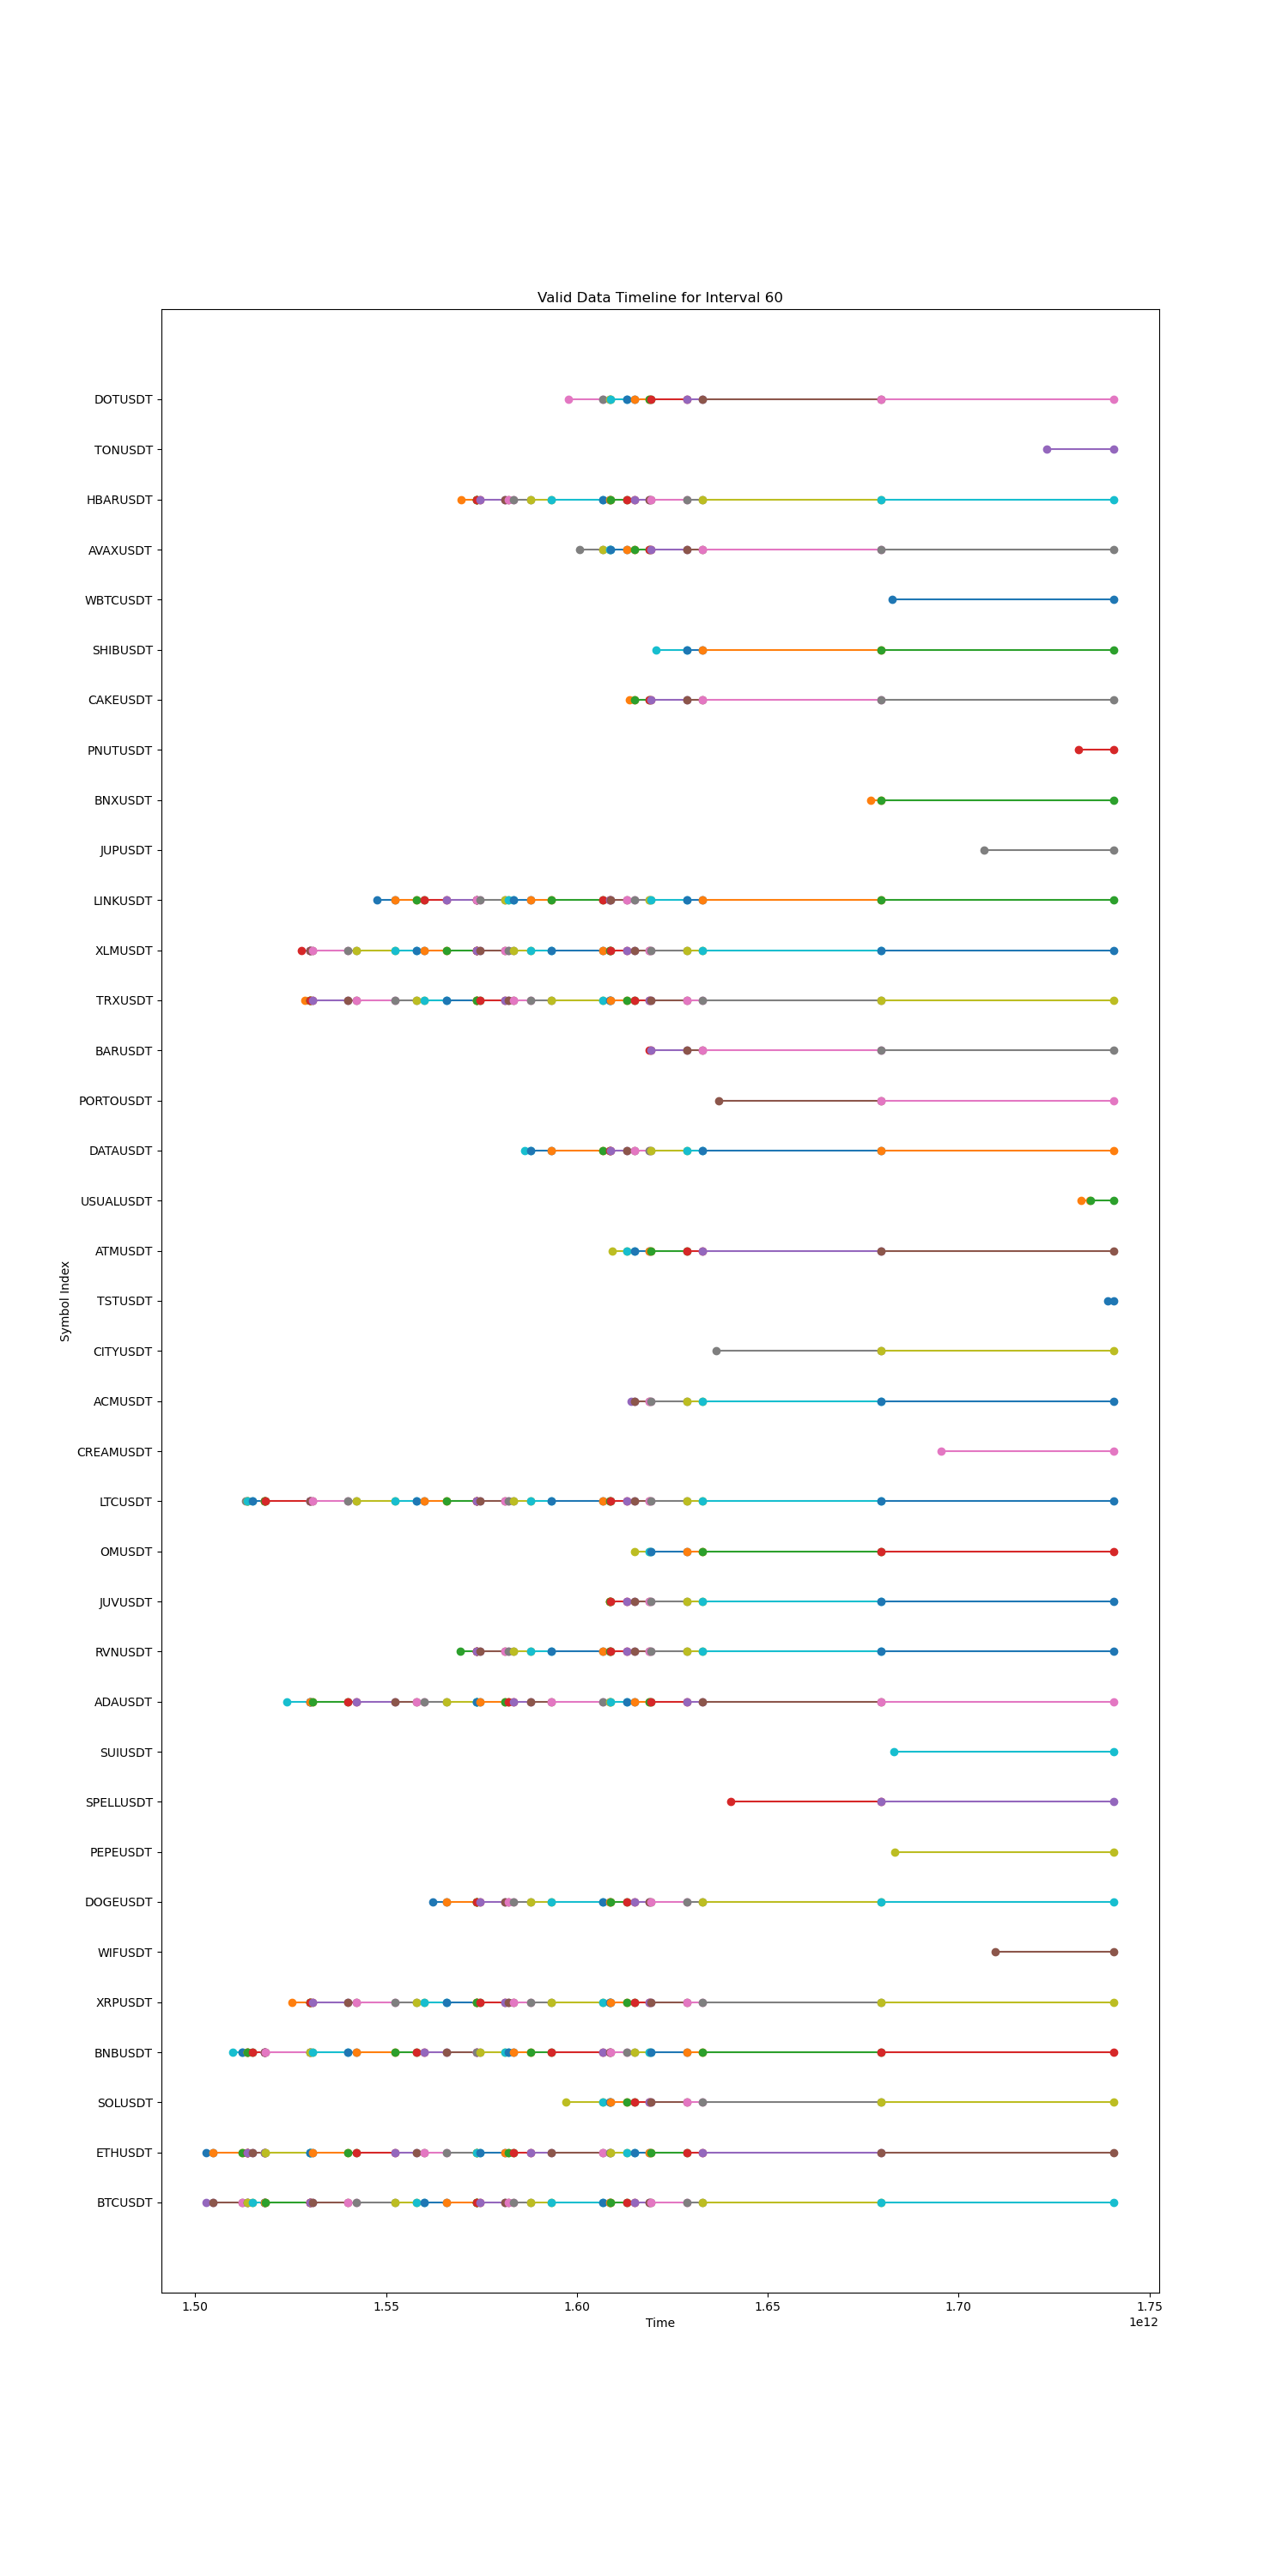 Valid Data Timeline for Interval 60
DOTUSDT
TONUSDT
HBARUSDT
AVAXUSDT
WBTCUSDT
SHIBUSDT
CAKEUSDT
PNUTUSDT
BNXUSDT
JUPUSDT
LINKUSDT
XLMUSDT
TRXUSDT
BARUSDT
PORTOUSDT
DATAUSDT
USUALUSDT
ATMUSDT
TSTUSDT
CITYUSDT
ACMUSDT
CREAMUSDT
LTCUSDT
OMUSDT
JUVUSDT
RVNUSDT
ADAUSDT
SUIUSDT
SPELLUSDT
PEPEUSDT
DOGEUSDT
WIFUSDT
XRPUSDT
BNBUSDT
SOLUSDT
ETHUSDT
BTCUSDT
Symbol Index
1.50 1.55 1.60 1.65 1.70 1.75
Time
1e12